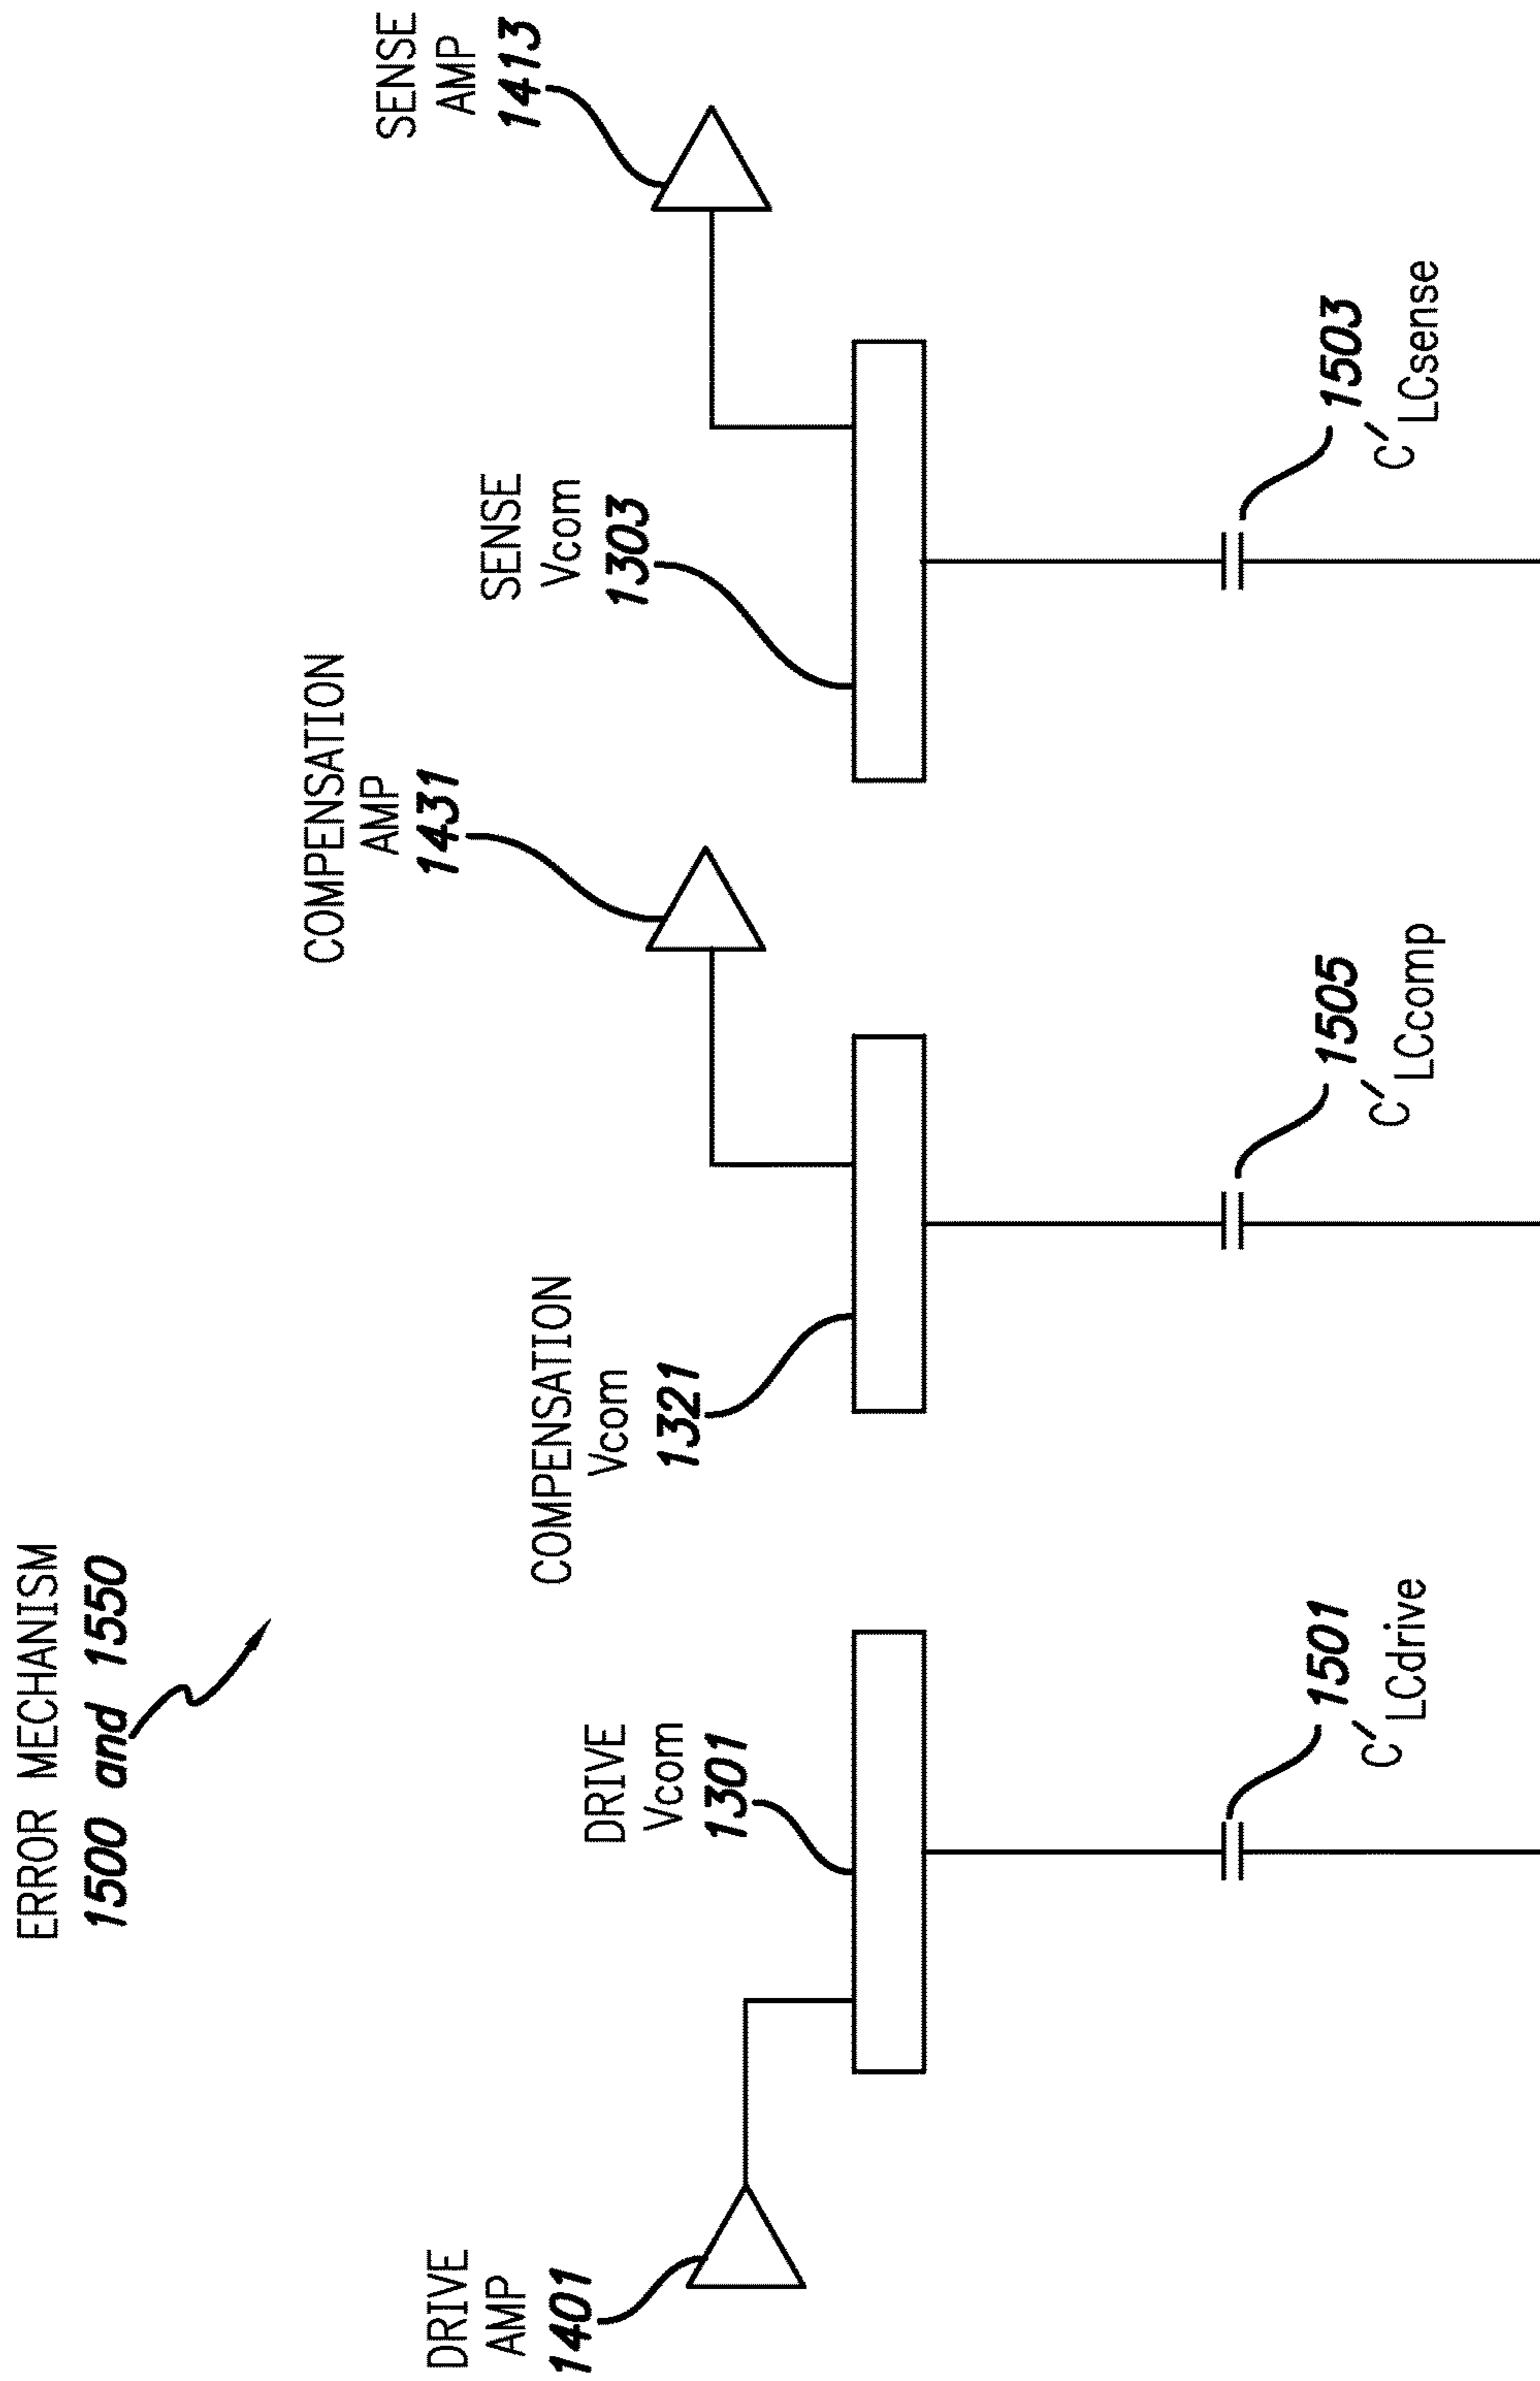 ERROR MECHANISM
1500 and 1550
DRIVE
AMP
1401
DRIVE
Vcom
1301
COMPENSATION
Vcom
1321
COMPENSATION
AMP
1431
SENSE
Vcom
1303
SENSE
AMP
1413
1501
C′LCdrive
1505
C′LCcomp
1503
C′LCsense